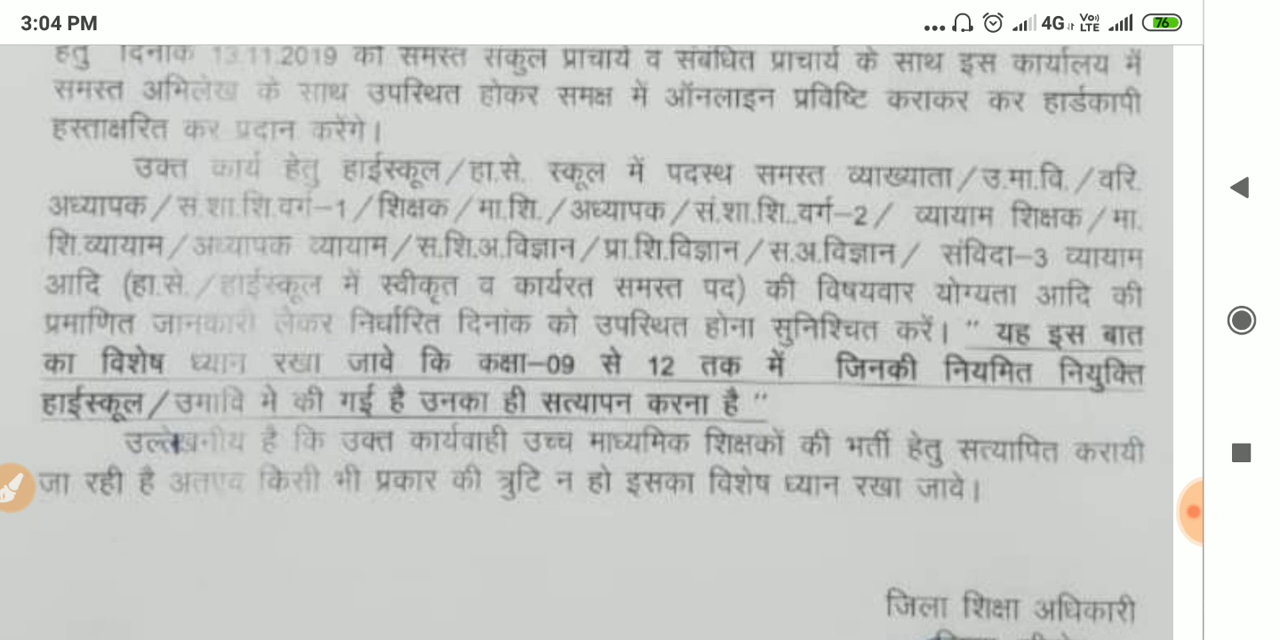 3:04 PM
4G VoLTE 76
हेतु दिनांक 13.11.2019 को समस्त संकुल प्राचार्य व संबंधित प्राचार्य के साथ इस कार्यालय में
समस्त अभिलेख के साथ उपस्थित होकर समक्ष में ऑनलाइन प्रविष्टि कराकर कर हार्डकापी
हस्ताक्षरित कर प्रदान करेंगे।
उक्त कार्य हेतु हाईस्कूल/हा.से. स्कूल में पदस्थ समस्त व्याख्याता/उ.मा.वि./वरि.
अध्यापक/सं.शा.शि.वर्ग-1/शिक्षक/मा.शि./अध्यापक/सं.शा.शि..वर्ग-2/ व्यायाम शिक्षक/मा.
शि.व्यायाम/अध्यापक व्यायाम/स.शि.अ.विज्ञान/प्रा.शि.विज्ञान/स.अ.विज्ञान/ संविदा-3 व्यायाम
आदि (हा.से./हाईस्कूल में स्वीकृत व कार्यरत समस्त पद) की विषयवार योग्यता आदि की
प्रमाणित जानकारी लेकर निर्धारित दिनांक को उपस्थित होना सुनिश्चित करें। " यह इस बात
का विशेष ध्यान रखा जावे कि कक्षा-09 से 12 तक में जिनकी नियमित नियुक्ति
हाईस्कूल/उमावि मे की गई है उनका ही सत्यापन करना है "
उल्लेखनीय है कि उक्त कार्यवाही उच्च माध्यमिक शिक्षकों की भर्ती हेतु सत्यापित करायी
जा रही है अतएव किसी भी प्रकार की त्रुटि न हो इसका विशेष ध्यान रखा जावे।
जिला शिक्षा अधिकारी